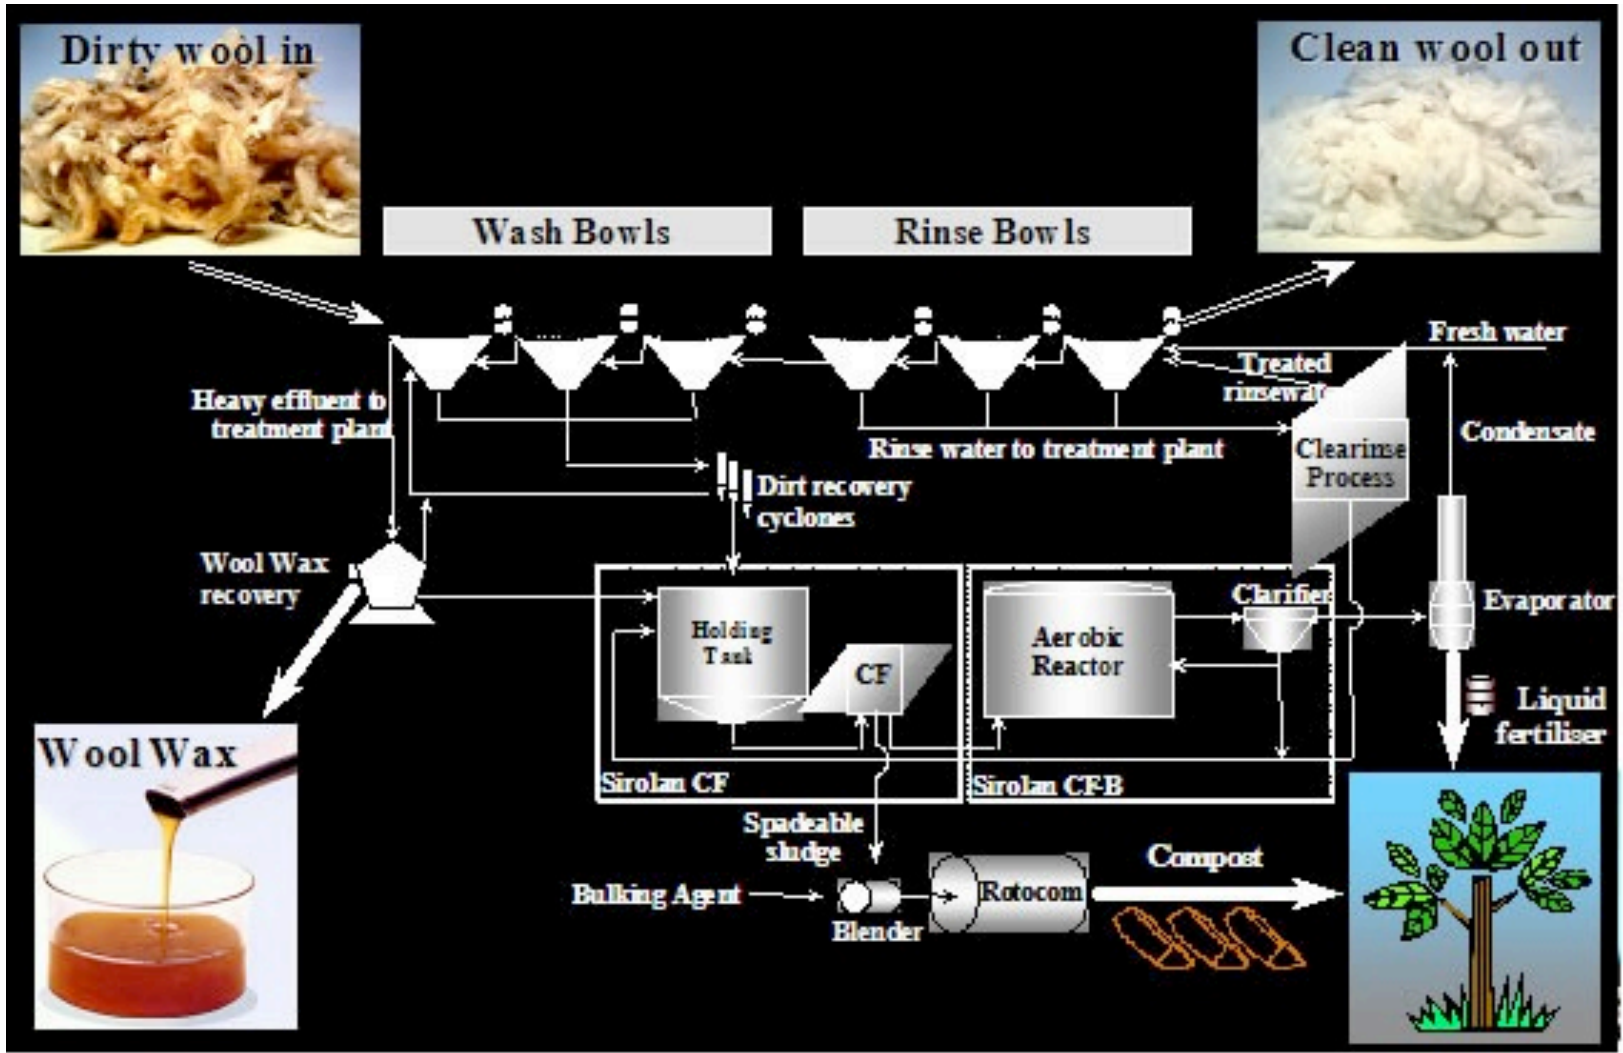 Dirty wool in
Clean wool out
Wash Bowls
Rinse Bowls
Fresh water
Treated
rinsewater
Heavy effluent to
treatment plant
Rinse water to treatment plant
Clearinse
Process
Condensate
Dirt recovery
cyclones
Wool Wax
recovery
Holding
Tank
CF
Aerobic
Reactor
Clarifier
Evaporator
Liquid
fertiliser
Wool Wax
Sirolan CF
Sirolan CF-B
Spadeable
sludge
Bulking Agent
Blender
Rotocom
Compost